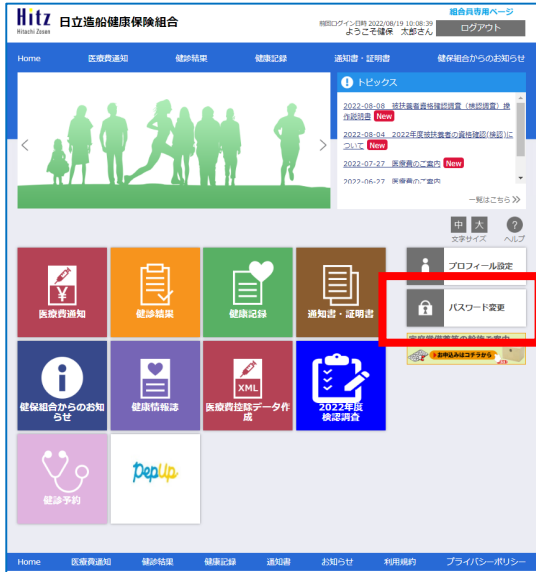 Hitz
Hitachi Zosen
日立造船健康保険組合
組合員専用ページ
前回ログイン日時 2022/08/19 10:08:39
ようこそ健保 太郎さん
ログアウト
Home 医療費通知 健診結果 健康記録 通知書・証明書 健保組合からのお知らせ
トピックス
2022-08-08 被扶養者資格確認調査（検認調査）操作説明書 New
2022-08-04 2022年度被扶養者の資格確認(検認)について New
2022-07-27 医療費のご案内 New
2022-06-27 医療費のご案内
一覧はこちら
中 大 ?
文字サイズ ヘルプ
プロフィール設定
パスワード変更
お申込みはコチラから
医療費通知
健診結果
健康記録
通知書・証明書
健保組合からのお知らせ
健康情報誌
XML
医療費控除データ作成
2022年度
検認調査
健診予約
PepUp
Home 医療費通知 健診結果 健康記録 通知書 お知らせ 利用規約 プライバシーポリシー